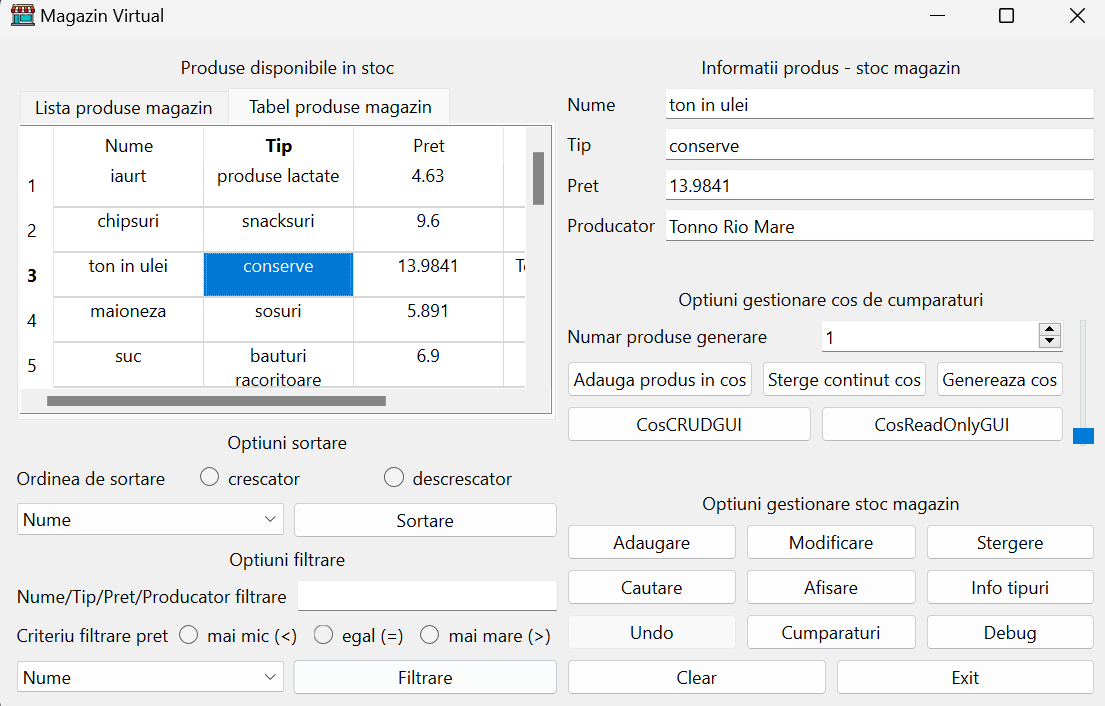 Magazin Virtual
Produse disponibile in stoc
Lista produse magazin Tabel produse magazin
Nume Tip Pret
1 iaurt produse lactate 4.63
2 chipsuri snacksuri 9.6
3 ton in ulei conserve 13.9841
4 maioneza sosuri 5.891
5 suc bauturi racoritoare 6.9
Optiuni sortare
Ordinea de sortare crescator descrescator
Nume Sortare
Optiuni filtrare
Nume/Tip/Pret/Producator filtrare
Criteriu filtrare pret mai mic (<) egal (=) mai mare (>)
Nume Filtrare
Informatii produs - stoc magazin
Nume ton in ulei
Tip conserve
Pret 13.9841
Producator Tonno Rio Mare
Optiuni gestionare cos de cumparaturi
Numar produse generare 1
Adauga produs in cos Sterge continut cos Genereaza cos
CosCRUDGUI CosReadOnlyGUI
Optiuni gestionare stoc magazin
Adaugare Modificare Stergere
Cautare Afisare Info tipuri
Undo Cumparaturi Debug
Clear Exit